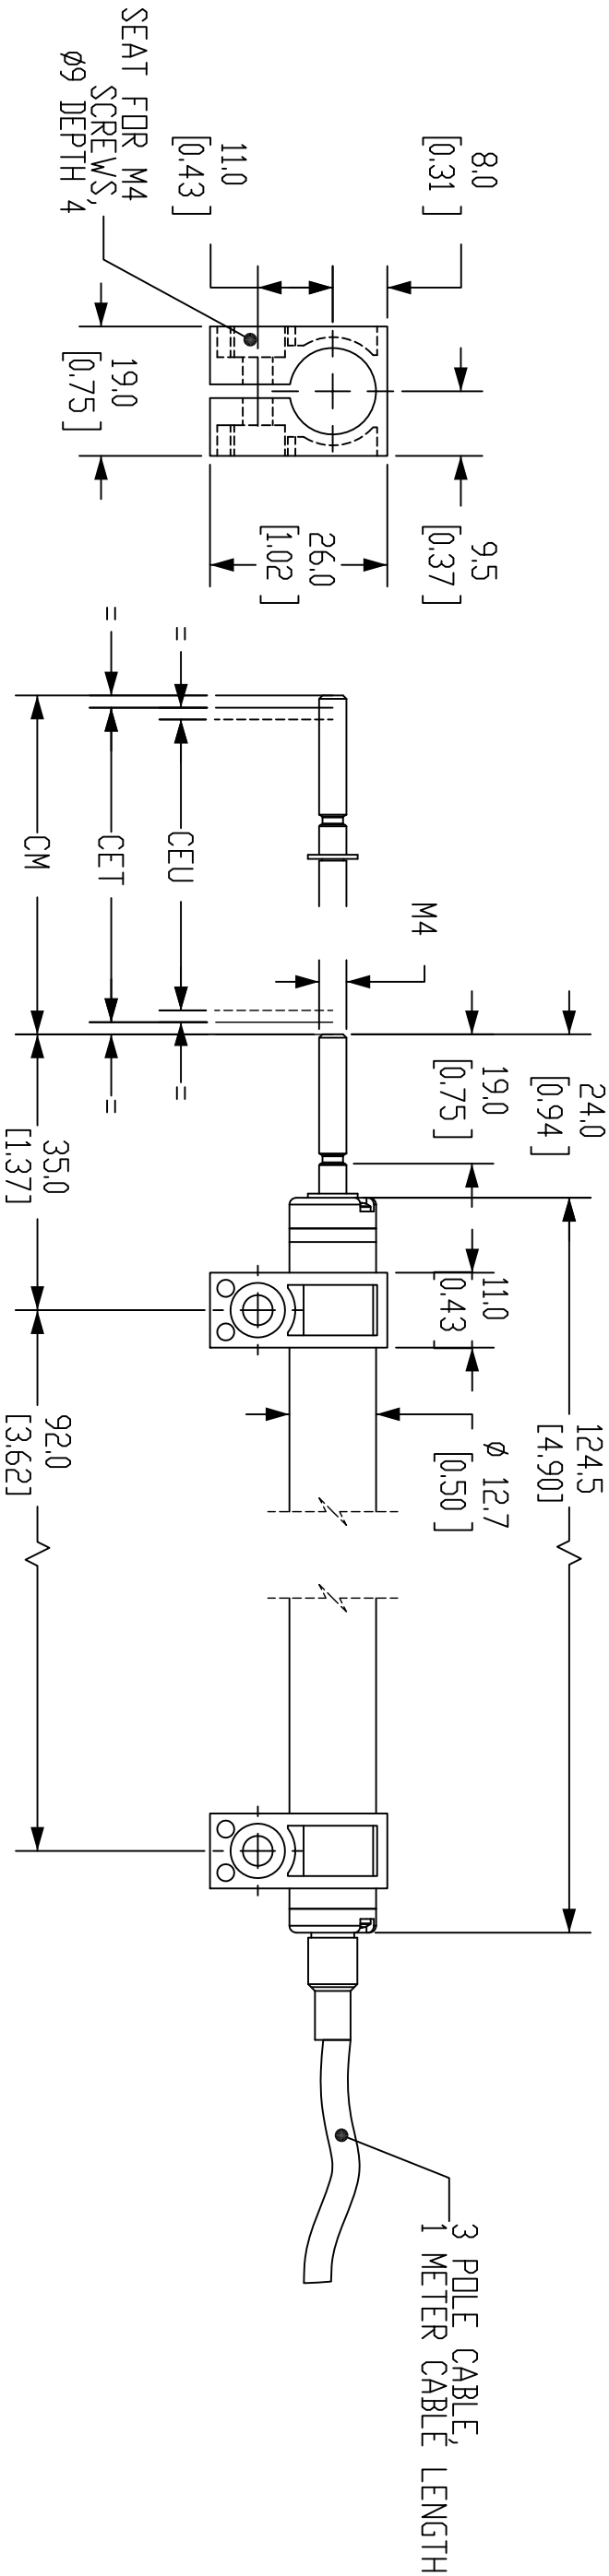 SEAT FOR M4
SCREWS,
Ø9 DEPTH 4
11.0
[0.43]
8.0
[0.31]
19.0
[0.75]
26.0
[1.02]
9.5
[0.37]
=
=
CEU
CET
CM
=
=
M4
24.0
[0.94]
19.0
[0.75]
35.0
[1.37]
11.0
[0.43]
Ø 12.7
[0.50]
124.5
[4.90]
92.0
[3.62]
3 POLE CABLE,
1 METER CABLE LENGTH